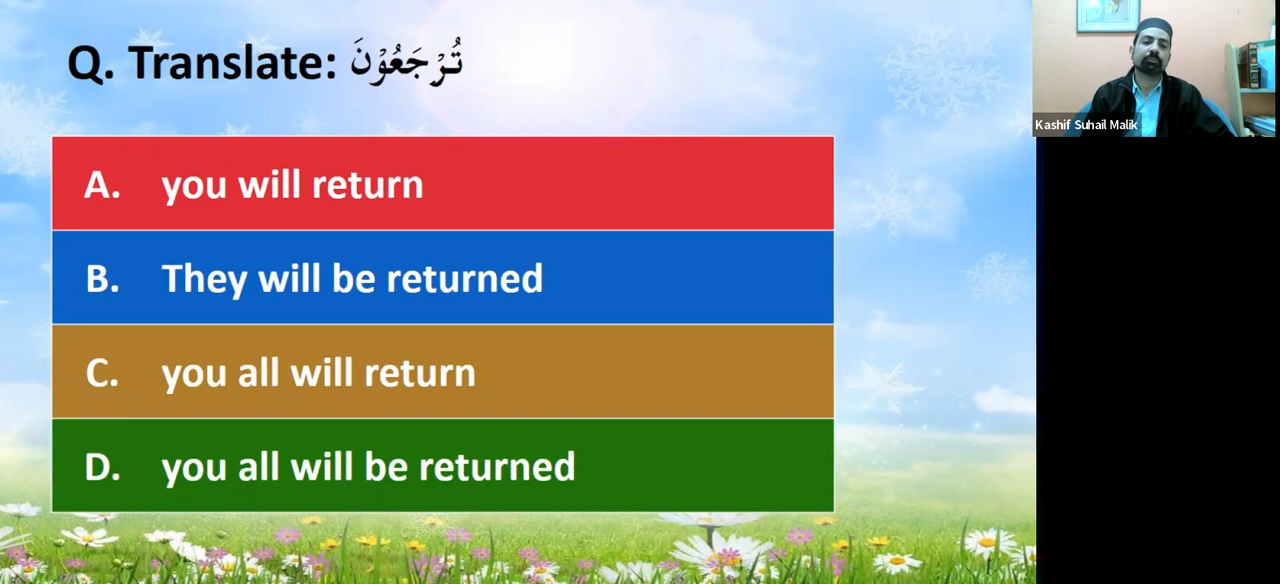 Q. Translate: تُرْجَعُوْنَ
A. you will return
B. They will be returned
C. you all will return
D. you all will be returned
Kashif Suhail Malik